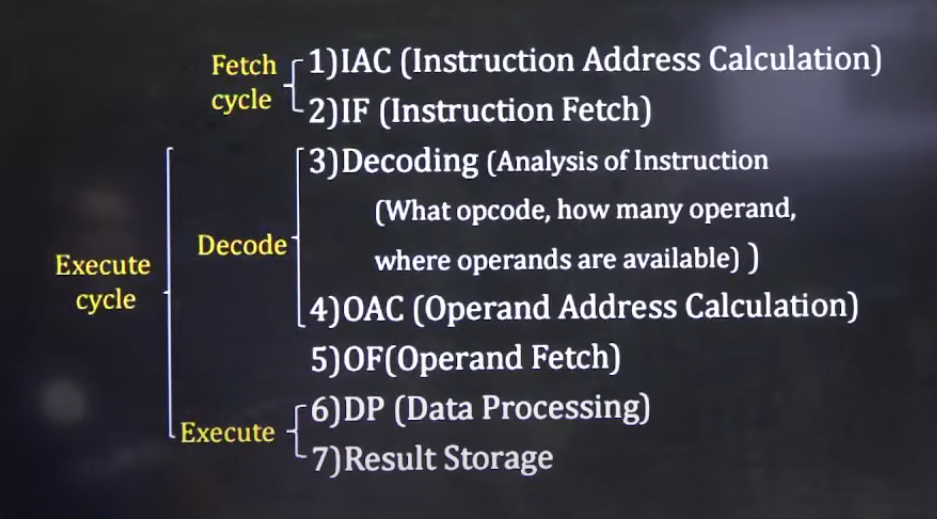 Fetch cycle
1)IAC (Instruction Address Calculation)
2)IF (Instruction Fetch)
Execute cycle
Decode
3)Decoding (Analysis of Instruction
(What opcode, how many operand,
where operands are available) )
4)OAC (Operand Address Calculation)
5)OF(Operand Fetch)
Execute
6)DP (Data Processing)
7)Result Storage